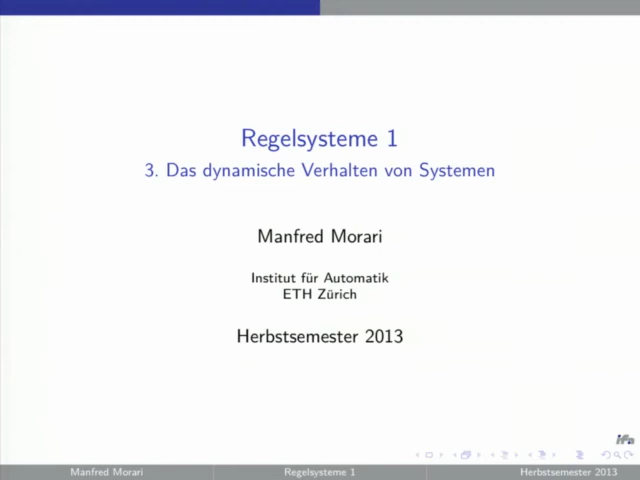 Regelsysteme 1
3. Das dynamische Verhalten von Systemen
Manfred Morari
Institut für Automatik
ETH Zürich
Herbstsemester 2013
ifa
Manfred Morari Regelsysteme 1 Herbstsemester 2013